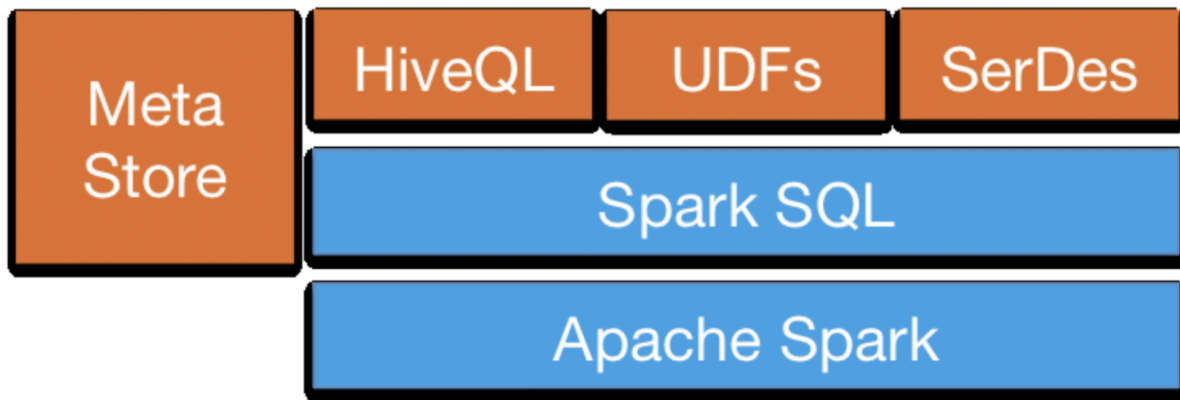 Meta
Store
HiveQL
UDFs
SerDes
Spark SQL
Apache Spark